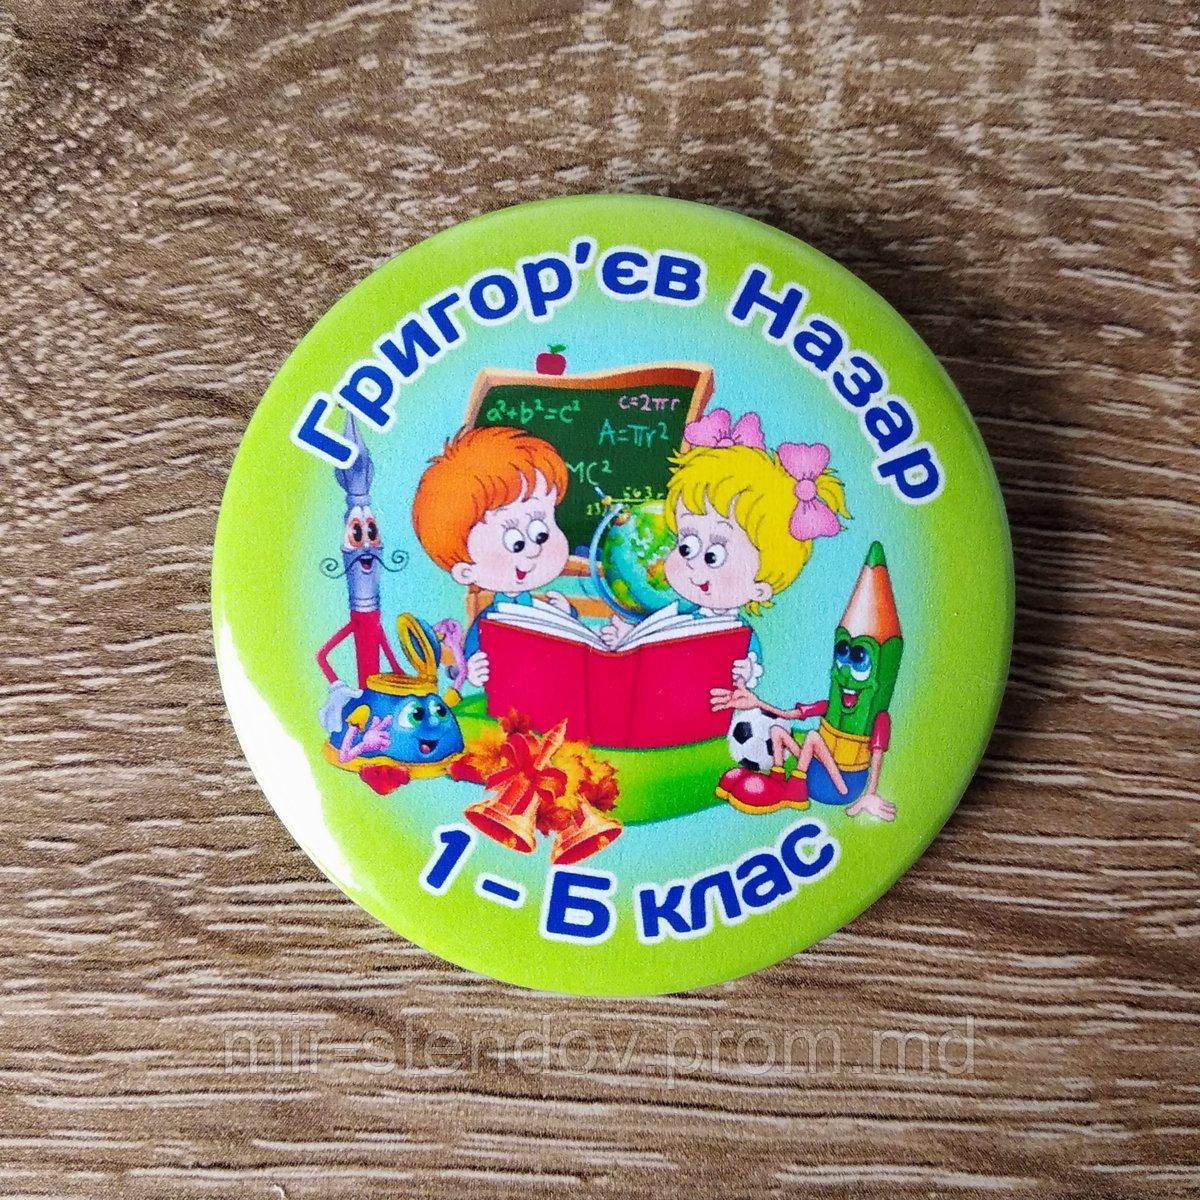 Григор'єв Назар
a²+b²=c²
c=2πr
A=πr²
MC²
1 - Б клас
mir-stendov.prom.md